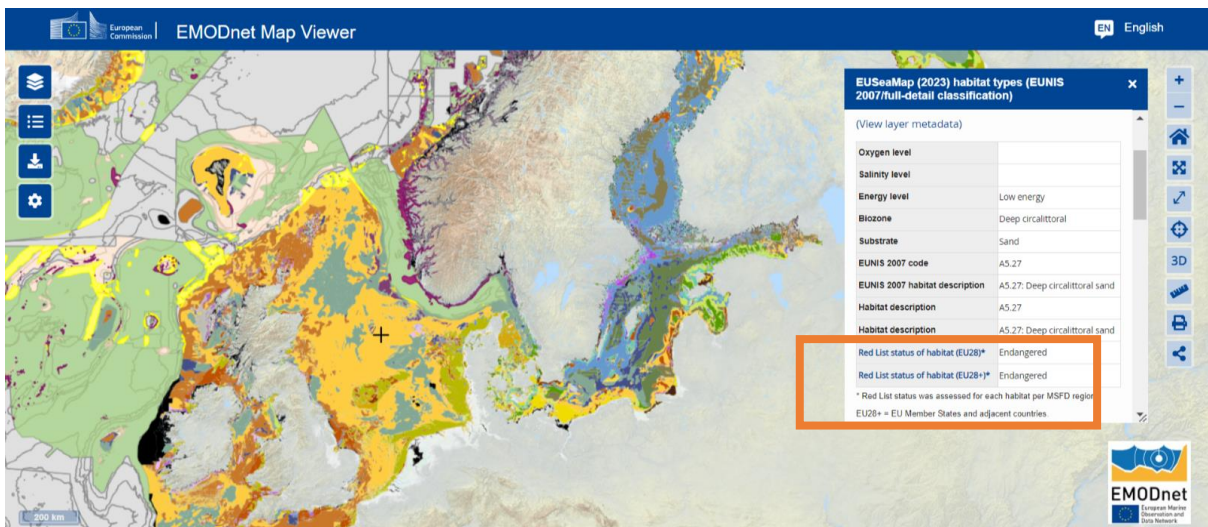 European
Commission
EMODnet Map Viewer
EN English
EUSeaMap (2023) habitat types (EUNIS
2007/full-detail classification)
×
(View layer metadata)
Oxygen level
Salinity level
Energy level Low energy
Biozone Deep circalittoral
Substrate Sand
EUNIS 2007 code A5.27
EUNIS 2007 habitat description A5.27: Deep circalittoral sand
Habitat description A5.27
Habitat description A5.27: Deep circalittoral sand
Red List status of habitat (EU28)* Endangered
Red List status of habitat (EU28+)* Endangered
* Red List status was assessed for each habitat per MSFD region
EU28+ = EU Member States and adjacent countries
+
−
3D
200 km
EMODnet
European Marine
Observation and
Data Network